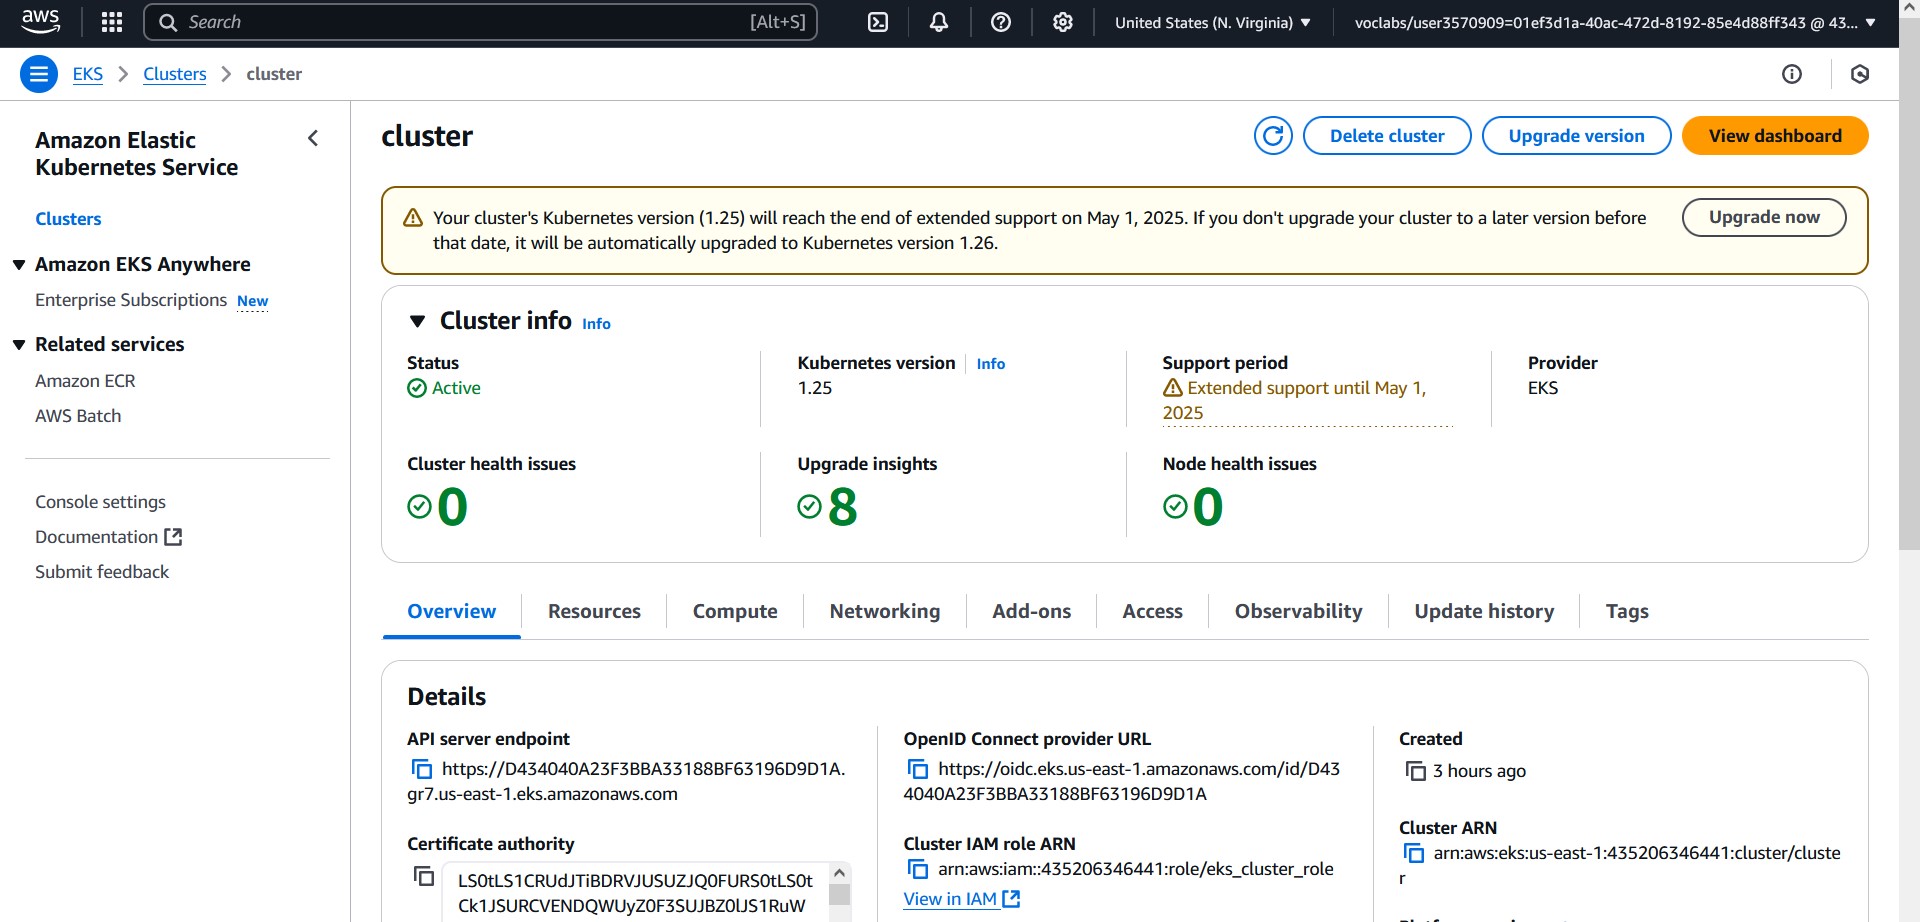 aws
Search
[Alt+S]
United States (N. Virginia)
voclabs/user3570909=01ef3d1a-40ac-472d-8192-85e4d88ff343 @ 43...
EKS
Clusters
cluster
Amazon Elastic
Kubernetes Service
Clusters
Amazon EKS Anywhere
Enterprise Subscriptions New
Related services
Amazon ECR
AWS Batch
Console settings
Documentation
Submit feedback
cluster
Delete cluster
Upgrade version
View dashboard
Your cluster's Kubernetes version (1.25) will reach the end of extended support on May 1, 2025. If you don't upgrade your cluster to a later version before
that date, it will be automatically upgraded to Kubernetes version 1.26.
Upgrade now
Cluster info Info
Status
Active
Kubernetes version Info
1.25
Support period
Extended support until May 1,
2025
Provider
EKS
Cluster health issues
0
Upgrade insights
8
Node health issues
0
Overview
Resources
Compute
Networking
Add-ons
Access
Observability
Update history
Tags
Details
API server endpoint
https://D434040A23F3BBA33188BF63196D9D1A.
gr7.us-east-1.eks.amazonaws.com
Certificate authority
LS0tLS1CRUdJTiBDRVJUSUZJQ0FURS0tLS0t
Ck1JSURCVENDQWUyZ0F3SUJBZ0lJS1RuW
OpenID Connect provider URL
https://oidc.eks.us-east-1.amazonaws.com/id/D43
4040A23F3BBA33188BF63196D9D1A
Cluster IAM role ARN
arn:aws:iam::435206346441:role/eks_cluster_role
View in IAM
Created
3 hours ago
Cluster ARN
arn:aws:eks:us-east-1:435206346441:cluster/cluste
r